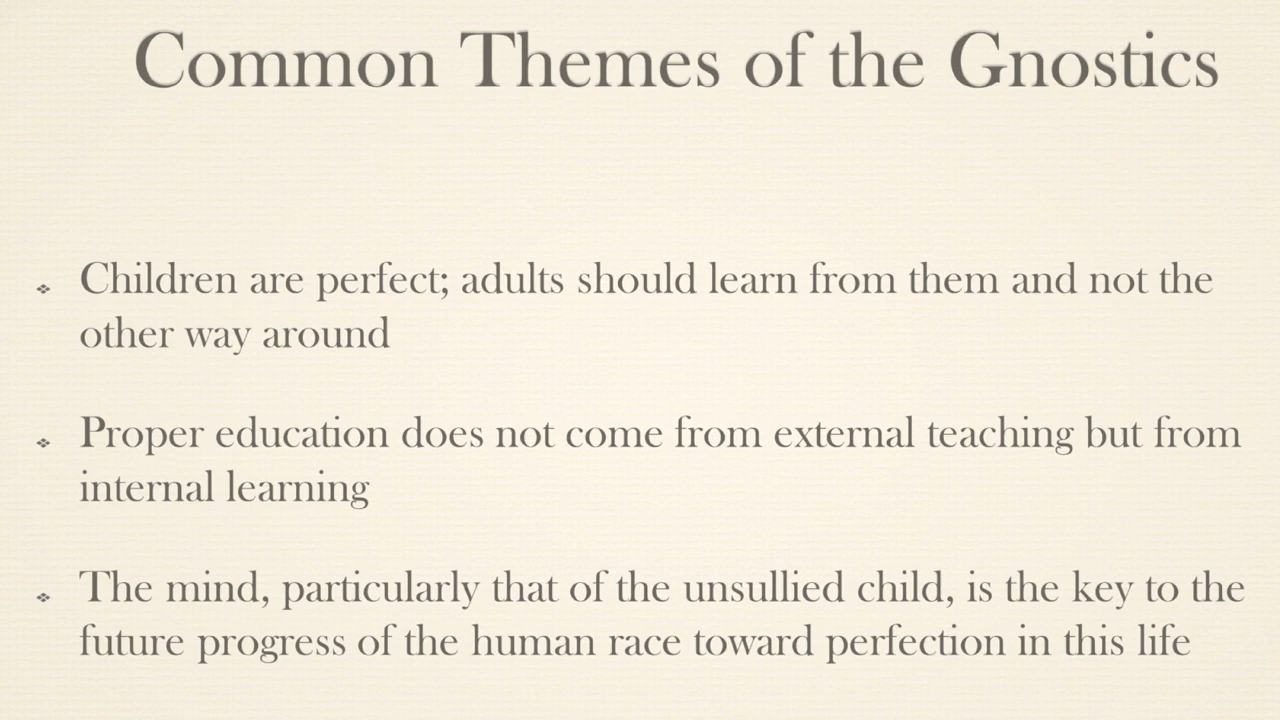 Common Themes of the Gnostics
Children are perfect; adults should learn from them and not the
other way around
Proper education does not come from external teaching but from
internal learning
The mind, particularly that of the unsullied child, is the key to the
future progress of the human race toward perfection in this life